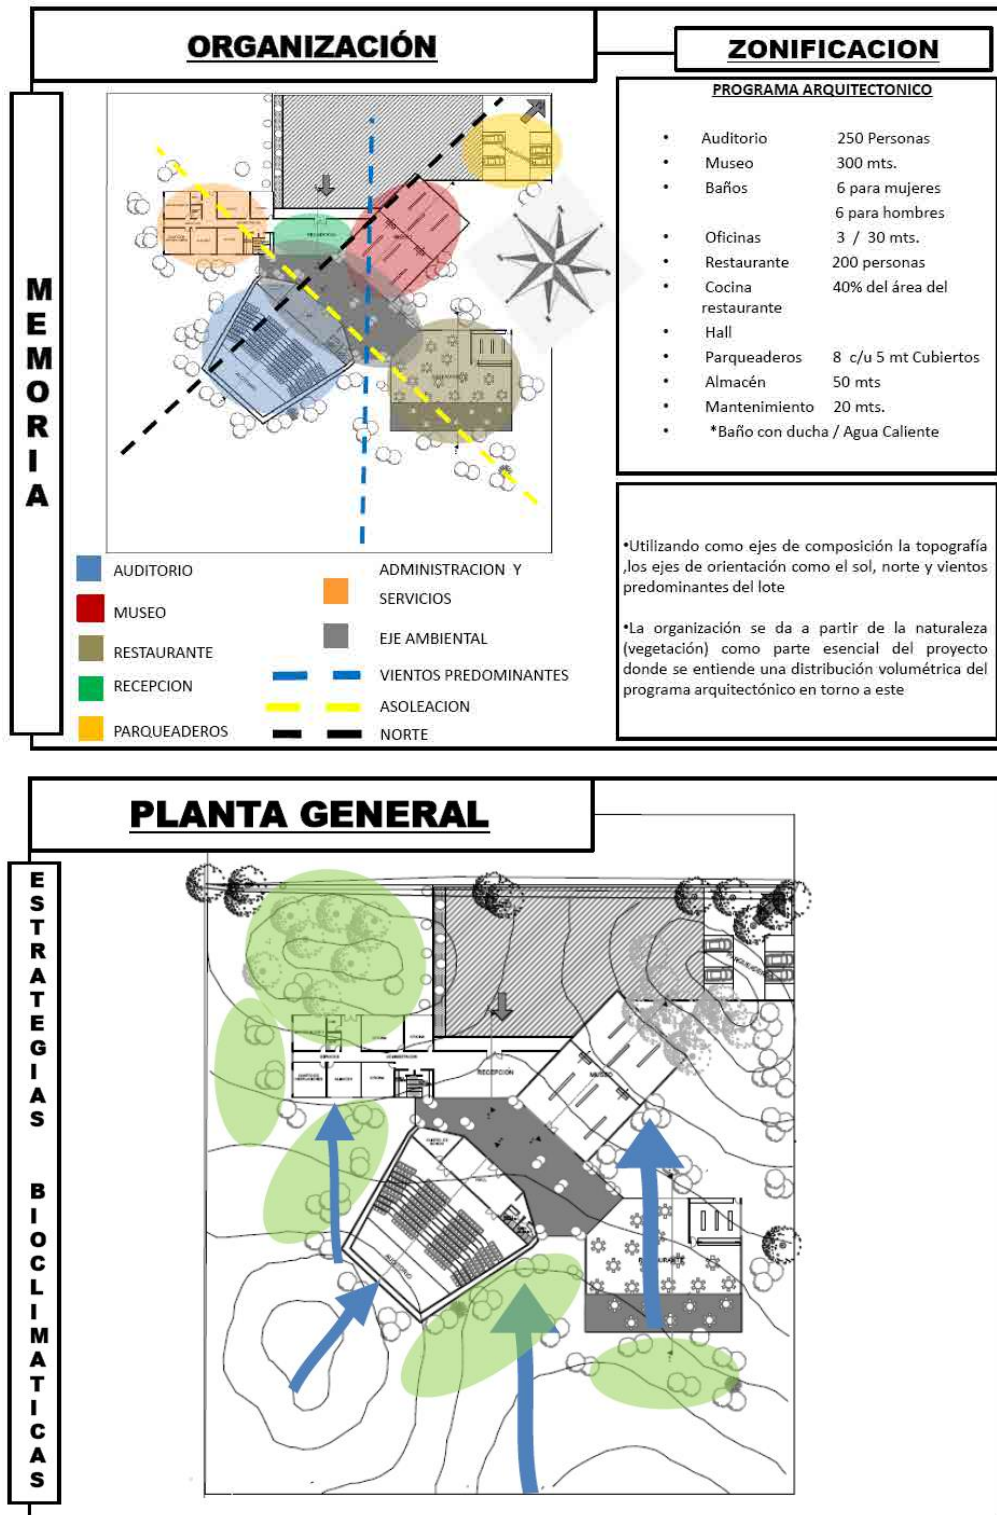 ORGANIZACIÓN
ZONIFICACION
MEMORIA
PROGRAMA ARQUITECTONICO
• Auditorio 250 Personas
• Museo 300 mts.
• Baños 6 para mujeres
6 para hombres
• Oficinas 3 / 30 mts.
• Restaurante 200 personas
• Cocina 40% del área del
restaurante
• Hall
• Parqueaderos 8 c/u 5 mt Cubiertos
• Almacén 50 mts
• Mantenimiento 20 mts.
• *Baño con ducha / Agua Caliente
•Utilizando como ejes de composición la topografía
,los ejes de orientación como el sol, norte y vientos
predominantes del lote
•La organización se da a partir de la naturaleza
(vegetación) como parte esencial del proyecto
donde se entiende una distribución volumétrica del
programa arquitectónico en torno a este
AUDITORIO
MUSEO
RESTAURANTE
RECEPCION
PARQUEADEROS
ADMINISTRACION Y
SERVICIOS
EJE AMBIENTAL
VIENTOS PREDOMINANTES
ASOLEACION
NORTE
PLANTA GENERAL
ESTRATEGIAS BIOCLIMATICAS
RECEPCIÓN
MUSEO
AUDITORIO
RESTAURANTE